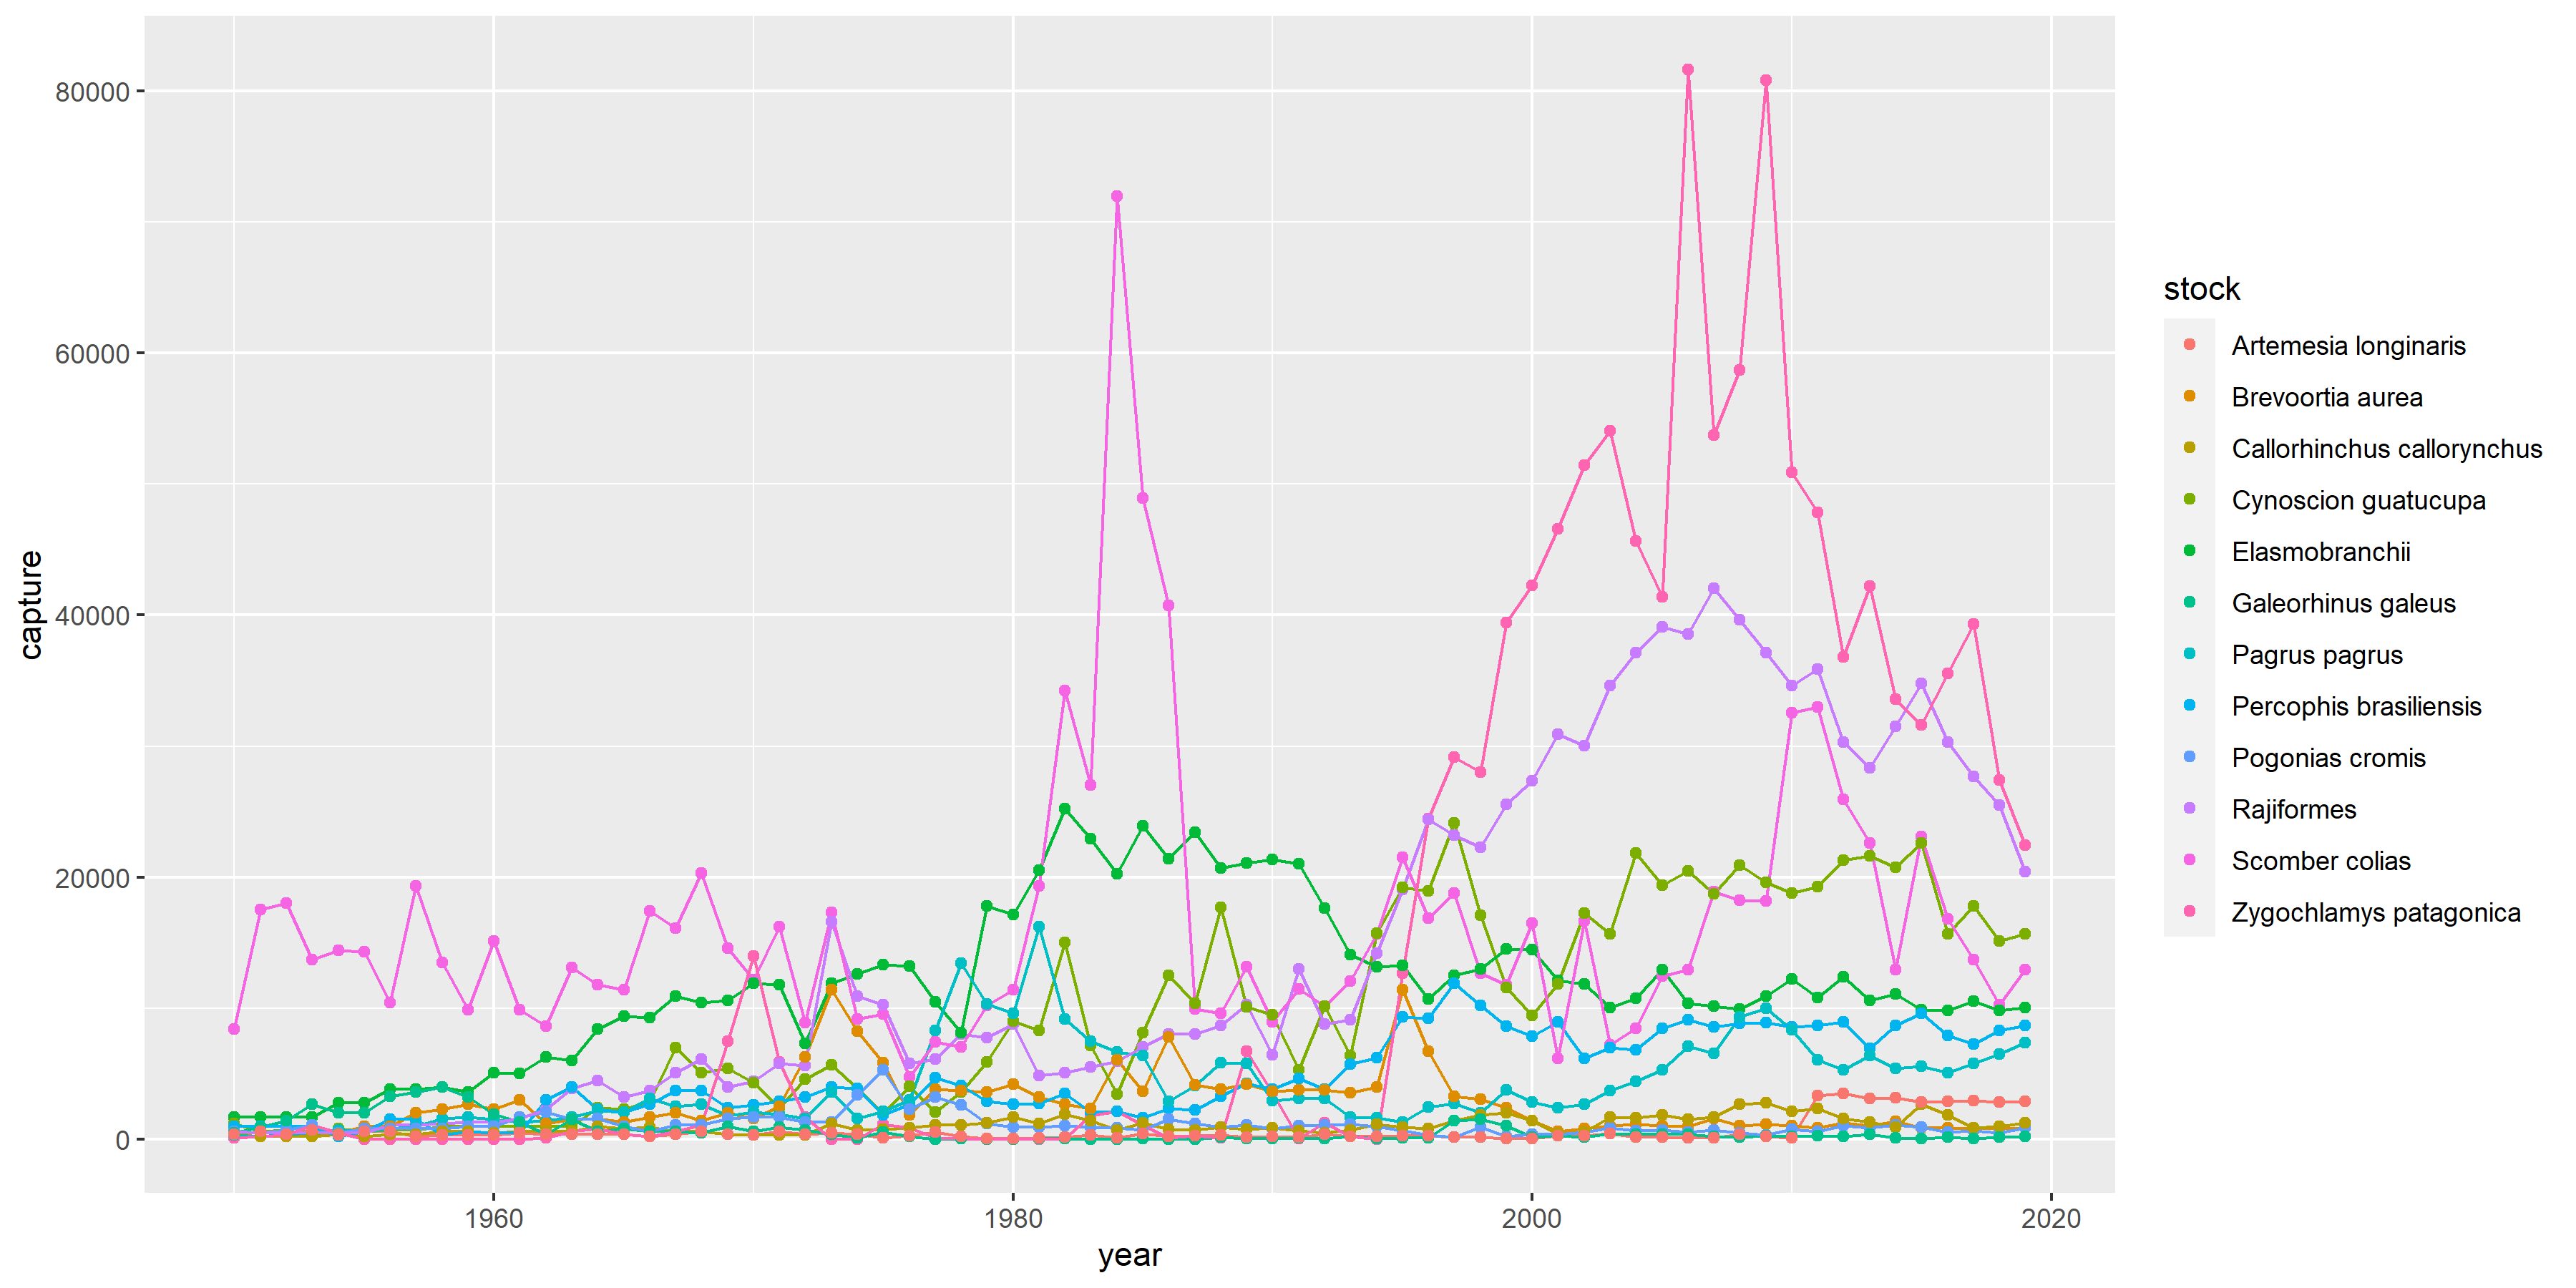 80000
60000
40000
20000
0
capture
1960
1980
2000
2020
year
stock
Artemesia longinaris
Brevoortia aurea
Callorhinchus callorynchus
Cynoscion guatucupa
Elasmobranchii
Galeorhinus galeus
Pagrus pagrus
Percophis brasiliensis
Pogonias cromis
Rajiformes
Scomber colias
Zygochlamys patagonica